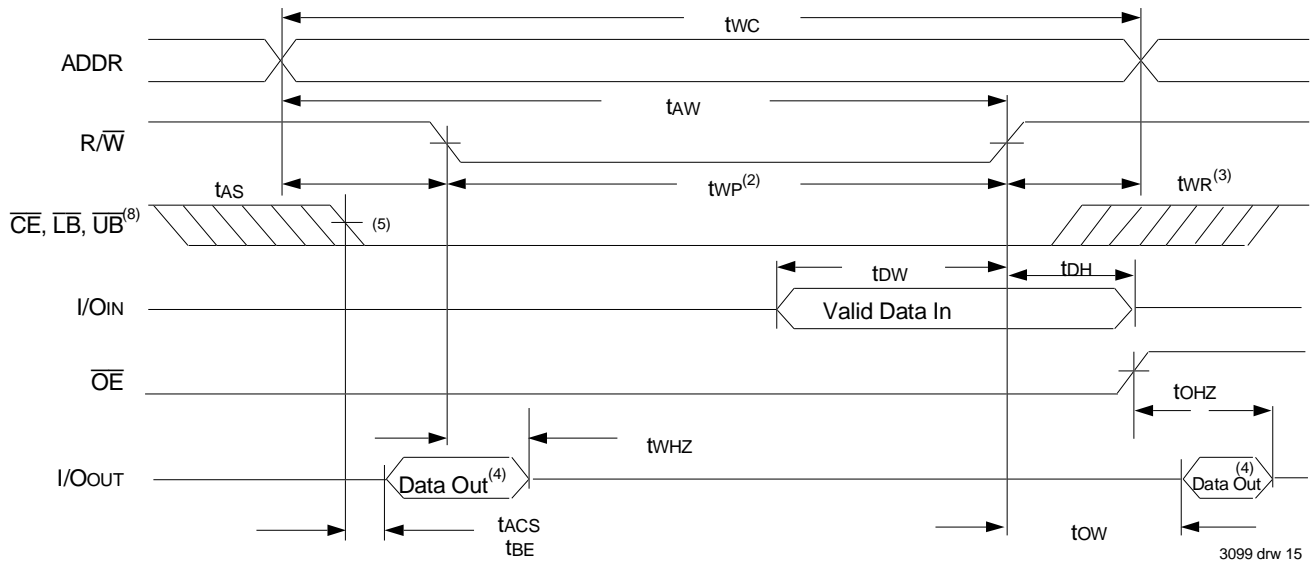 tWC
ADDR
tAW
R/W
tAS
tWP(2)
tWR(3)
CE, LB, UB(8)
(5)
tDW
tDH
I/OIN
Valid Data In
OE
tOHZ
tWHZ
I/OOUT
Data Out(4)
Data Out(4)
tACS
tBE
tOW
3099 drw 15